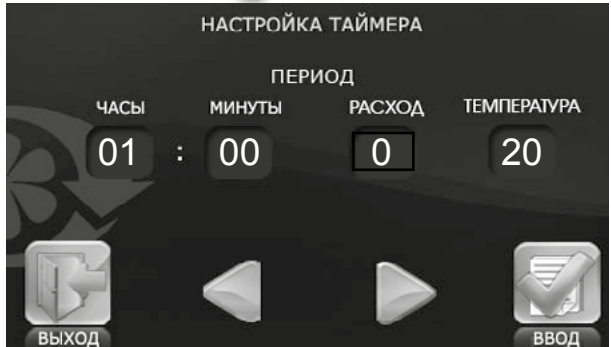 НАСТРОЙКА ТАЙМЕРА
ПЕРИОД
ЧАСЫ МИНУТЫ РАСХОД ТЕМПЕРАТУРА
01 : 00 0 20
ВЫХОД ВВОД